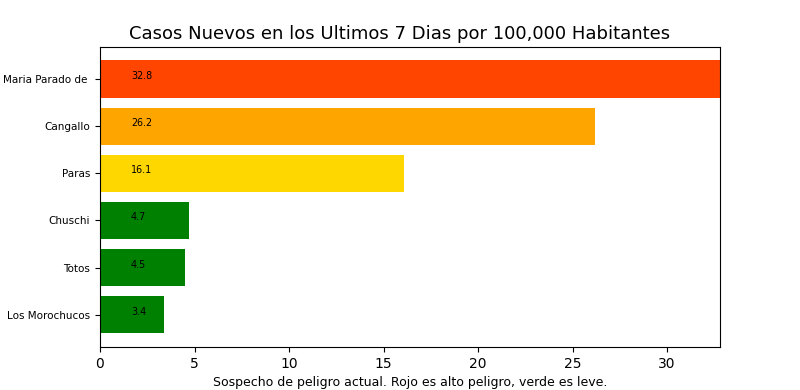 Casos Nuevos en los Ultimos 7 Dias por 100,000 Habitantes
Maria Parado de 32.8
Cangallo 26.2
Paras 16.1
Chuschi 4.7
Totos 4.5
Los Morochucos 3.4
0 5 10 15 20 25 30
Sospecho de peligro actual. Rojo es alto peligro, verde es leve.